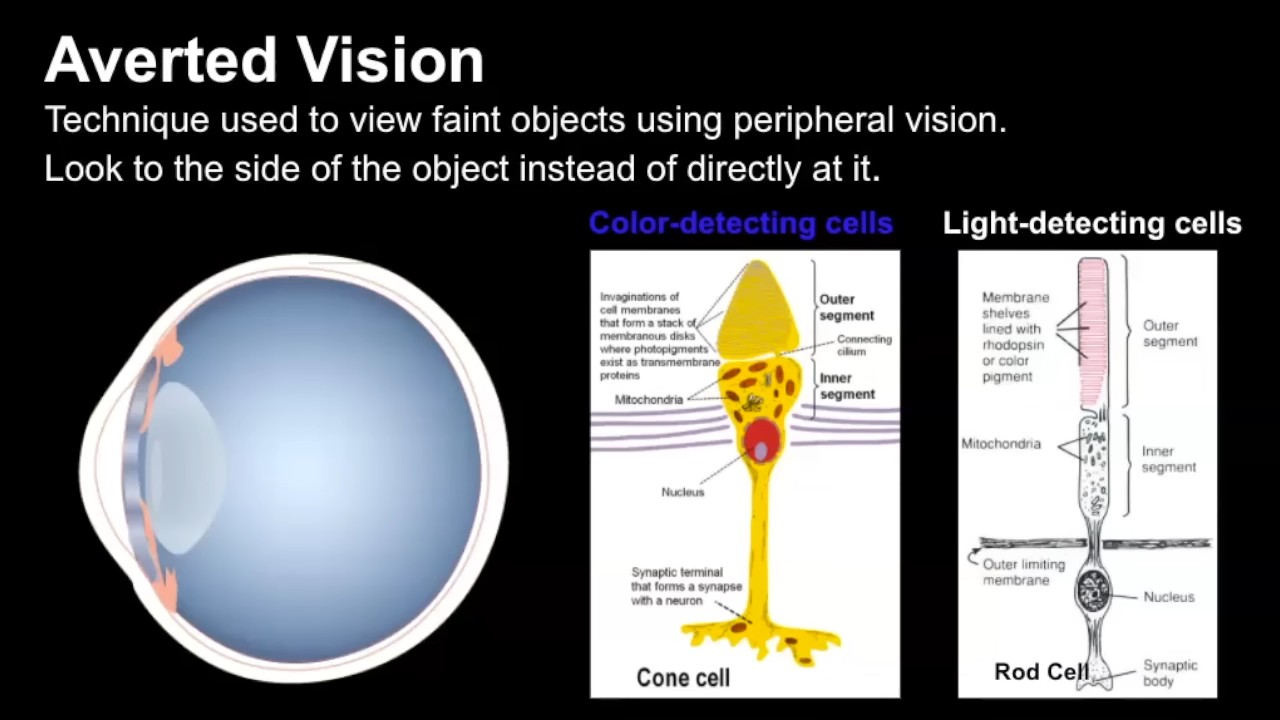 Averted Vision
Technique used to view faint objects using peripheral vision.
Look to the side of the object instead of directly at it.
Color-detecting cells
Invaginations of
cell membranes
that form a stack of
membranous disks
where photopigments
exist as transmembrane
proteins
Outer
segment
Connecting
cilium
Inner
segment
Mitochondria
Nucleus
Synaptic terminal
that forms a synapse
with a neuron
Cone cell
Light-detecting cells
Membrane
shelves
lined with
rhodopsin
or color
pigment
Outer
segment
Mitochondria
Inner
segment
Outer limiting
membrane
Nucleus
Rod Cell
Synaptic
body